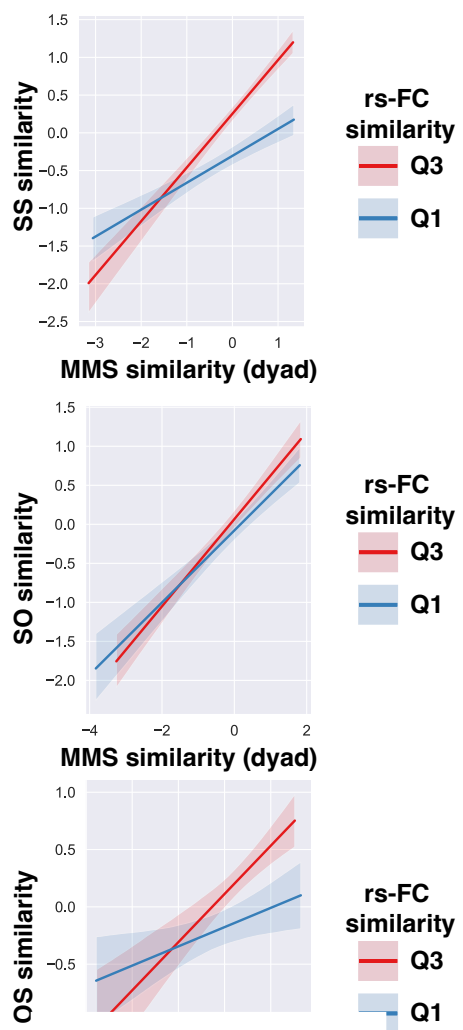 1.5
1.0
0.5
0.0
−0.5
−1.0
−1.5
−2.0
−2.5
SS similarity
−3 −2 −1 0 1
MMS similarity (dyad)
rs-FC
similarity
Q3
Q1
1.5
1.0
0.5
0.0
−0.5
−1.0
−1.5
−2.0
SO similarity
−4 −2 0 2
MMS similarity (dyad)
rs-FC
similarity
Q3
Q1
1.0
0.5
0.0
−0.5
OS similarity
rs-FC
similarity
Q3
Q1